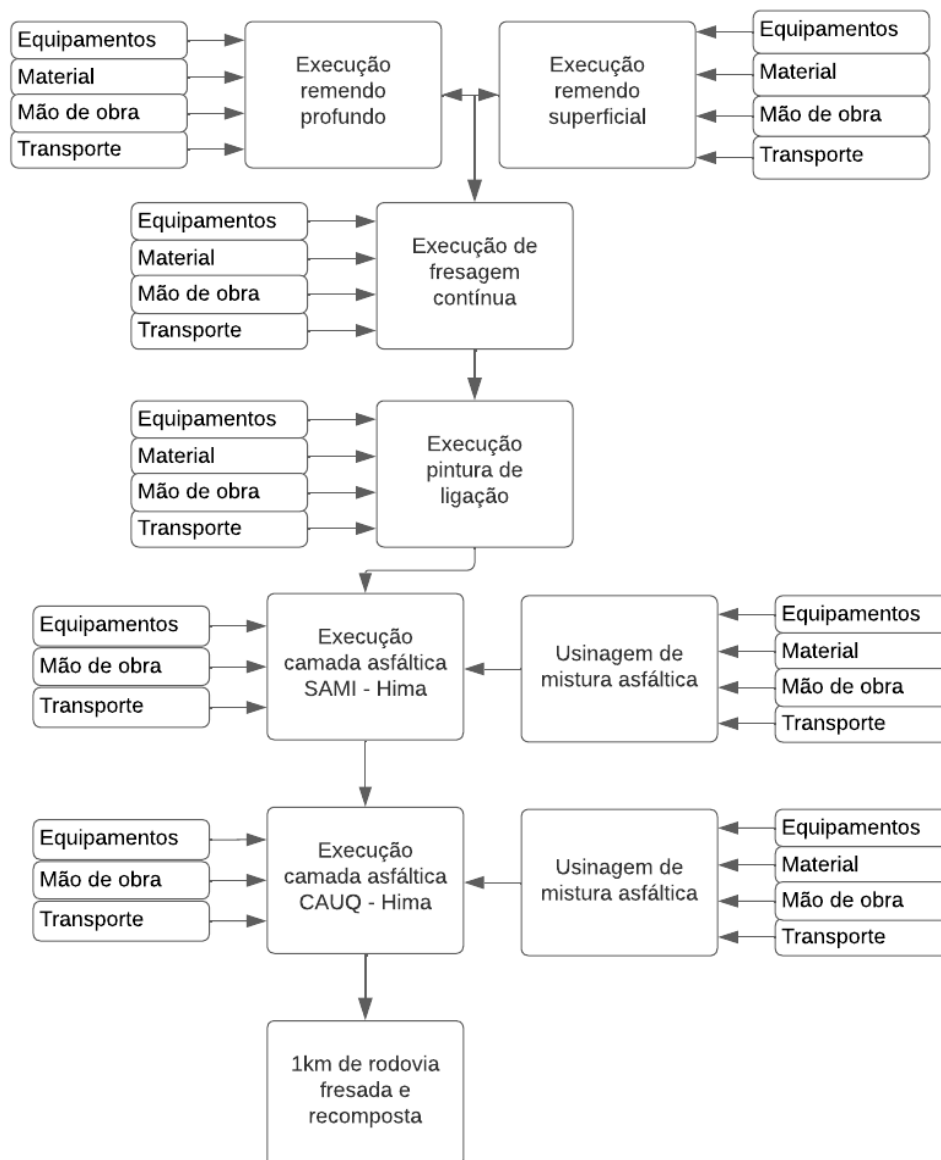 Equipamentos
Material
Mão de obra
Transporte
Execução
remendo
profundo
Execução
remendo
superficial
Equipamentos
Material
Mão de obra
Transporte
Equipamentos
Material
Mão de obra
Transporte
Execução de
fresagem
contínua
Equipamentos
Material
Mão de obra
Transporte
Execução
pintura de
ligação
Equipamentos
Mão de obra
Transporte
Execução
camada asfáltica
SAMI - Hima
Usinagem de
mistura asfáltica
Equipamentos
Material
Mão de obra
Transporte
Equipamentos
Mão de obra
Transporte
Execução
camada asfáltica
CAUQ - Hima
Usinagem de
mistura asfáltica
Equipamentos
Material
Mão de obra
Transporte
1km de rodovia
fresada e
recomposta